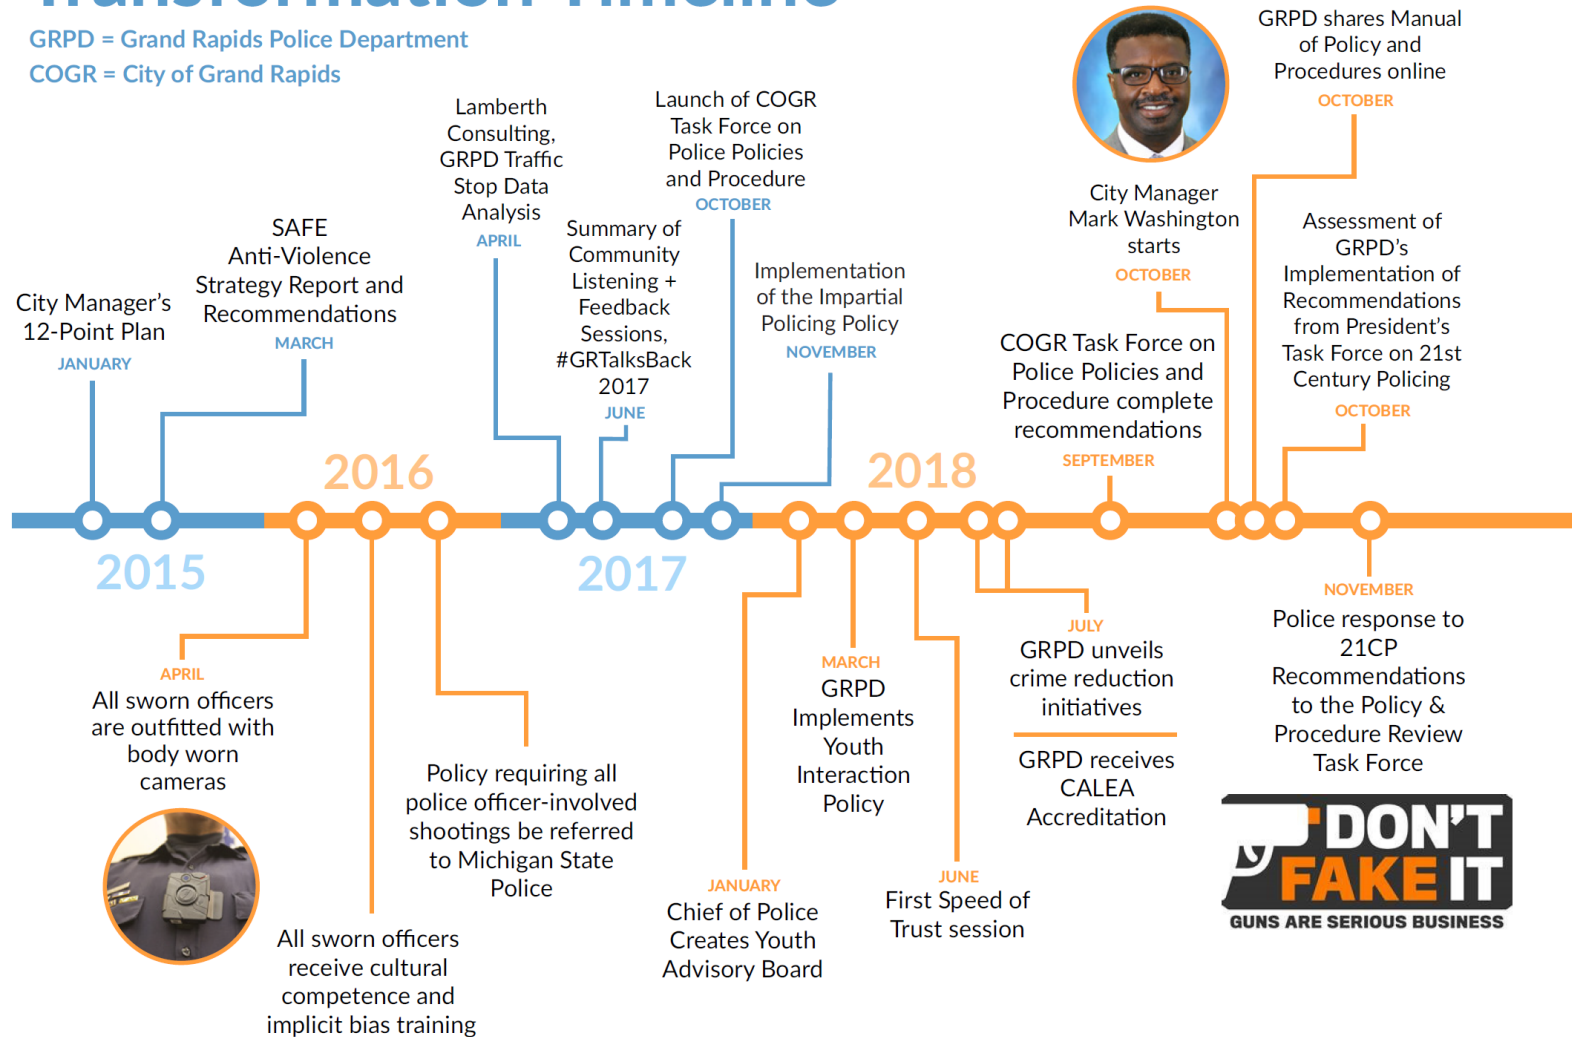 Transformation Timeline
GRPD = Grand Rapids Police Department
COGR = City of Grand Rapids
City Manager’s
12-Point Plan
JANUARY
SAFE
Anti-Violence
Strategy Report and
Recommendations
MARCH
Lamberth
Consulting,
GRPD Traffic
Stop Data
Analysis
APRIL
Summary of
Community
Listening +
Feedback
Sessions,
#GRTalksBack
2017
JUNE
Launch of COGR
Task Force on
Police Policies
and Procedure
OCTOBER
Implementation
of the Impartial
Policing Policy
NOVEMBER
COGR Task Force on
Police Policies and
Procedure complete
recommendations
SEPTEMBER
City Manager
Mark Washington
starts
OCTOBER
GRPD shares Manual
of Policy and
Procedures online
OCTOBER
Assessment of
GRPD’s
Implementation of
Recommendations
from President’s
Task Force on 21st
Century Policing
OCTOBER
2015
2016
2017
2018
APRIL
All sworn officers
are outfitted with
body worn
cameras
All sworn officers
receive cultural
competence and
implicit bias training
Policy requiring all
police officer-involved
shootings be referred
to Michigan State
Police
JANUARY
Chief of Police
Creates Youth
Advisory Board
MARCH
GRPD
Implements
Youth
Interaction
Policy
JUNE
First Speed of
Trust session
JULY
GRPD unveils
crime reduction
initiatives
GRPD receives
CALEA
Accreditation
NOVEMBER
Police response to
21CP
Recommendations
to the Policy &
Procedure Review
Task Force
DON'T
FAKE IT
GUNS ARE SERIOUS BUSINESS